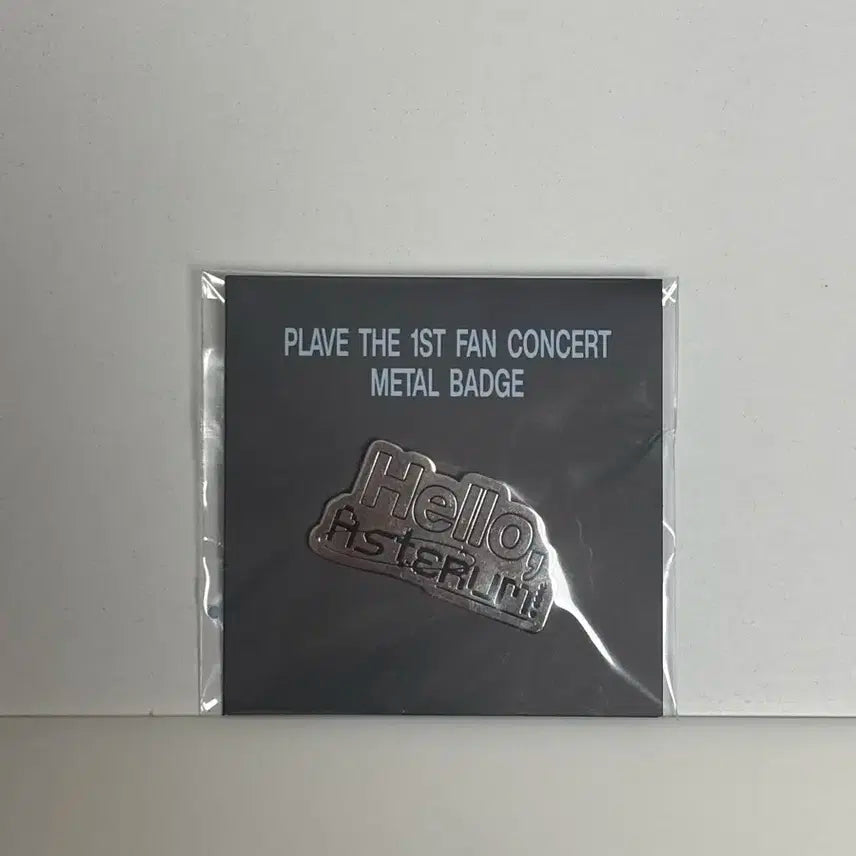 PLAVE THE 1ST FAN CONCERT
METAL BADGE
Hello,
AsterUM!